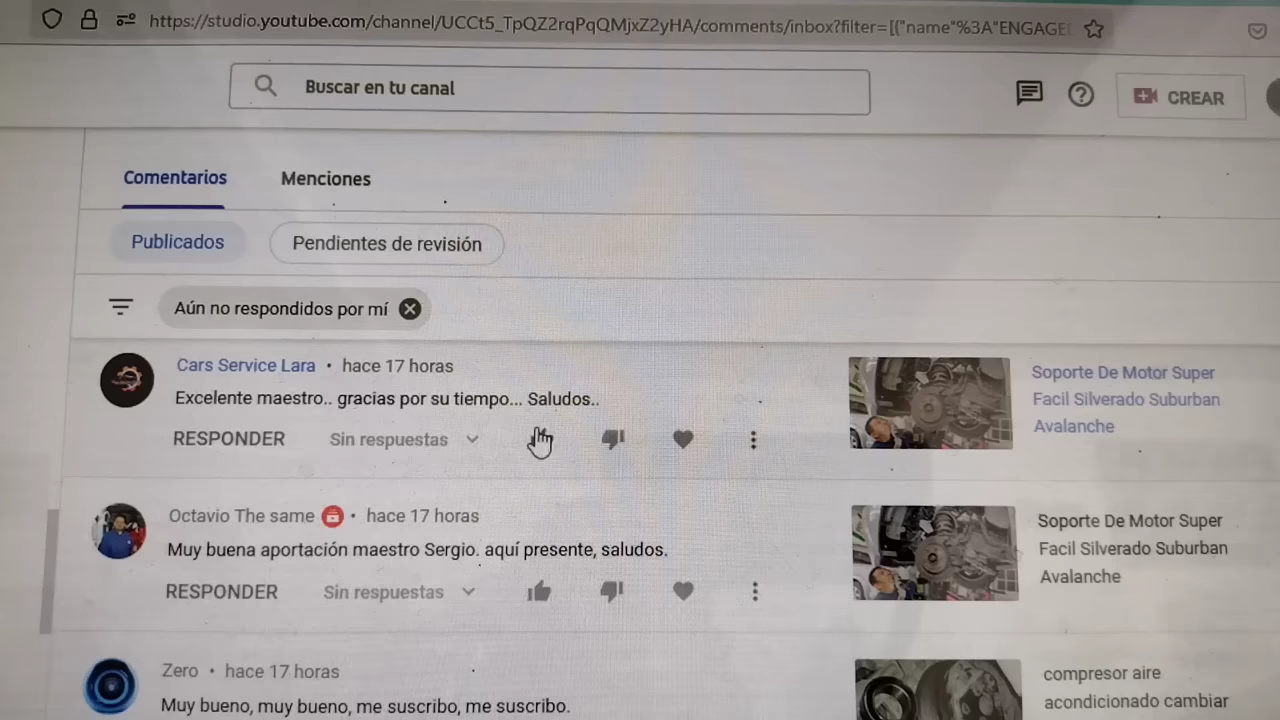 https://studio.youtube.com/channel/UCCt5_TpQZ2rqPqQMjxZ2yHA/comments/inbox?filter=[{"name"%3A"ENGAGE
Buscar en tu canal
CREAR
Comentarios
Menciones
Publicados
Pendientes de revisión
Aún no respondidos por mí
Cars Service Lara • hace 17 horas
Excelente maestro.. gracias por su tiempo... Saludos..
RESPONDER
Sin respuestas
Soporte De Motor Super
Facil Silverado Suburban
Avalanche
Octavio The same • hace 17 horas
Muy buena aportación maestro Sergio. aquí presente, saludos.
RESPONDER
Sin respuestas
Soporte De Motor Super
Facil Silverado Suburban
Avalanche
Zero • hace 17 horas
Muy bueno, muy bueno, me suscribo, me suscribo.
compresor aire
acondicionado cambiar